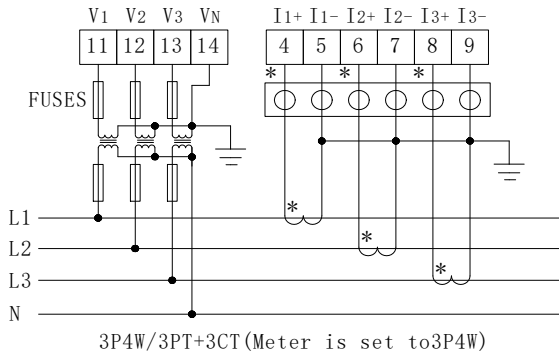 V1 V2 V3 VN I1+ I1- I2+ I2- I3+ I3-
11 12 13 14 4 5 6 7 8 9
* * *
FUSES
*
L1
*
L2
*
L3
N
3P4W/3PT+3CT(Meter is set to3P4W)